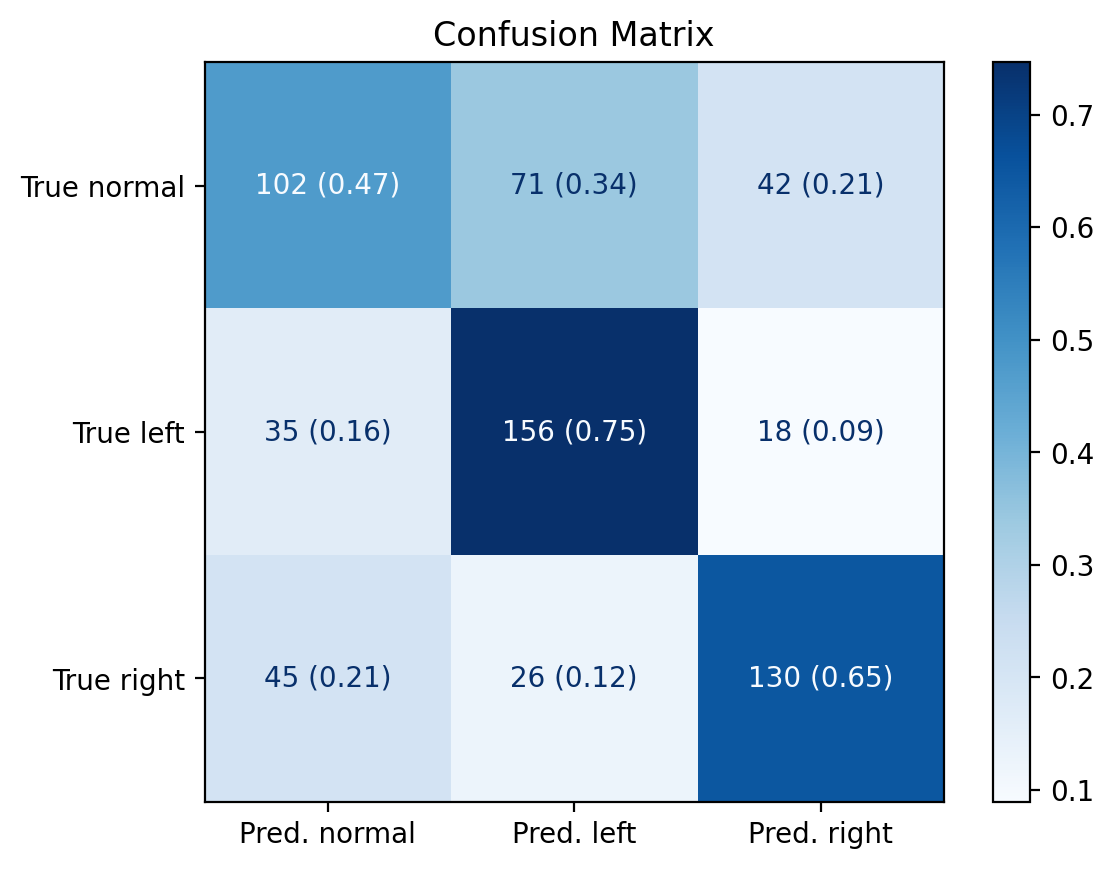 Confusion Matrix
True normal 102 (0.47) 71 (0.34) 42 (0.21)
True left 35 (0.16) 156 (0.75) 18 (0.09)
True right 45 (0.21) 26 (0.12) 130 (0.65)
Pred. normal Pred. left Pred. right
0.7
0.6
0.5
0.4
0.3
0.2
0.1